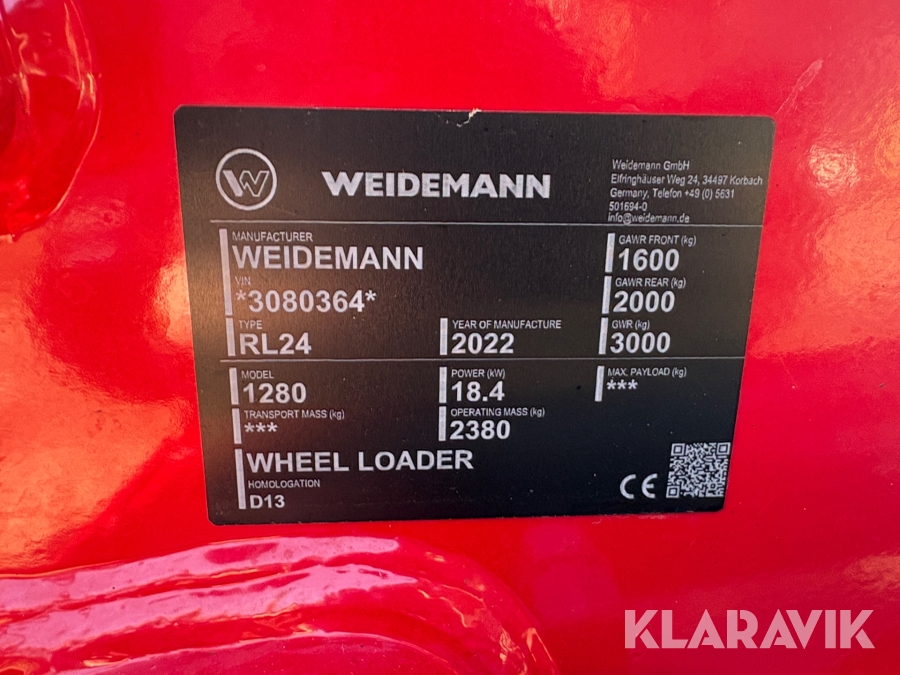 W WEIDEMANN
Weidemann GmbH
Elfringhäuser Weg 24, 34497 Korbach
Germany, Telefon +49 (0) 5631
501694-0
info@weidemann.de
MANUFACTURER
WEIDEMANN
GAWR FRONT (kg)
1600
VIN
*3080364*
GAWR REAR (kg)
2000
TYPE
RL24
YEAR OF MANUFACTURE
2022
GWR (kg)
3000
MODEL
1280
POWER (kW)
18.4
MAX. PAYLOAD (kg)
***
TRANSPORT MASS (kg)
***
OPERATING MASS (kg)
2380
WHEEL LOADER
HOMOLOGATION
D13
CE
KLARAVIK